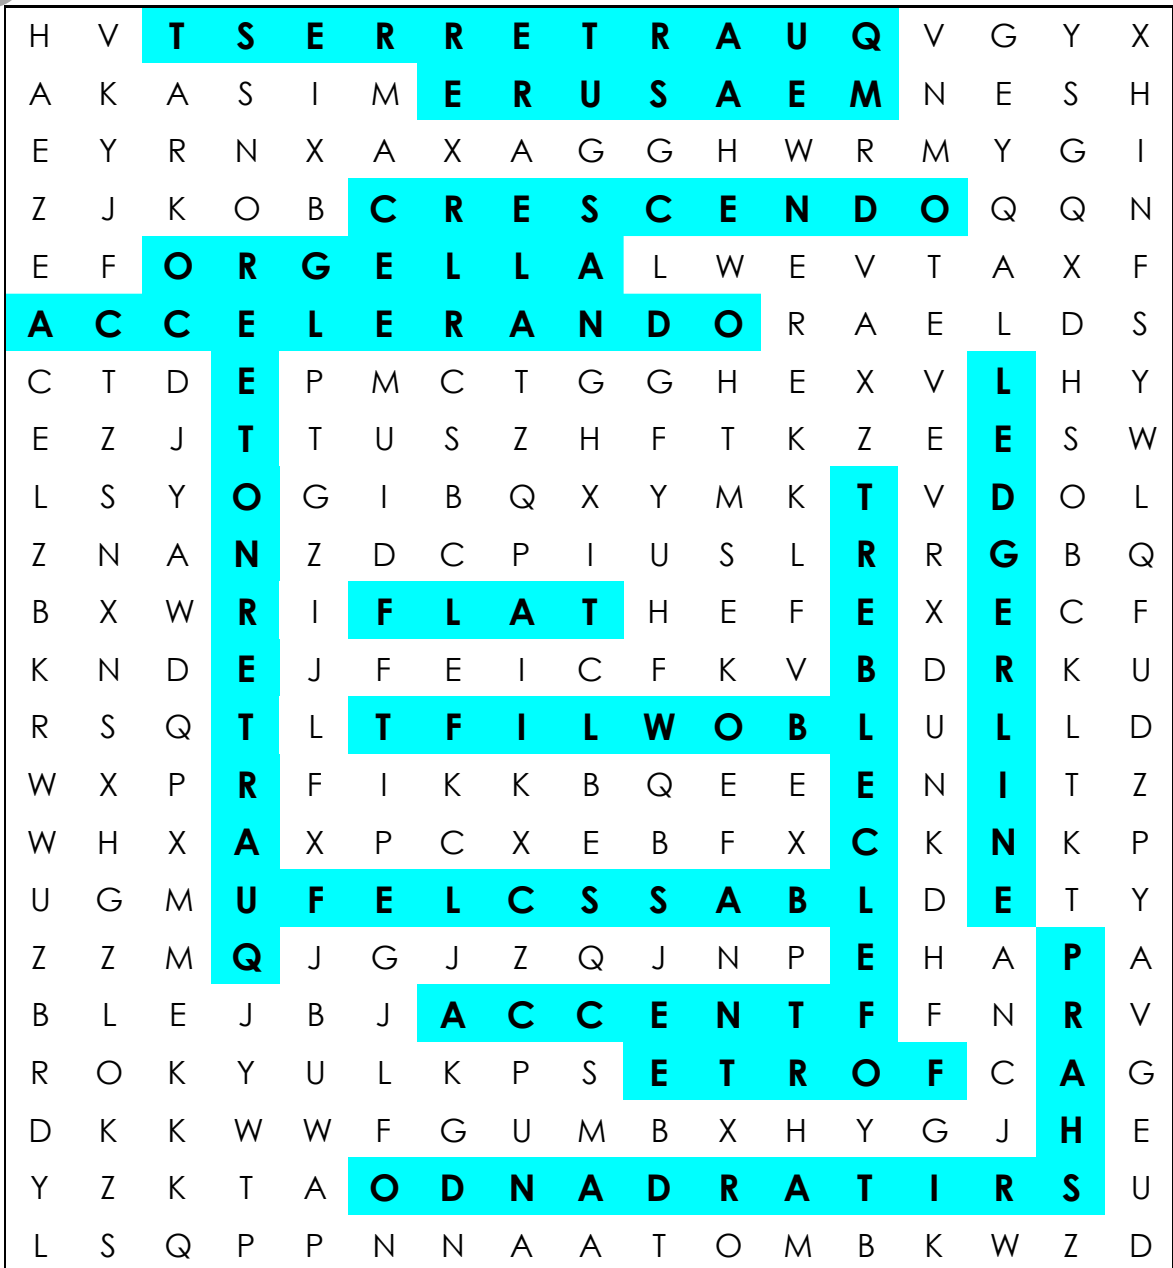 H V T S E R R E T R A U Q V G Y X
A K A S I M E R U S A E M N E S H
E Y R N X A X A G G H W R M Y G I
Z J K O B C R E S C E N D O Q Q N
E F O R G E L L A L W E V T A X F
A C C E L E R A N D O R A E L D S
C T D E P M C T G G H E X V L H Y
E Z J T T U S Z H F T K Z E E S W
L S Y O G I B Q X Y M K T V D O L
Z N A N Z D C P I U S L R R G B Q
B X W R I F L A T H E F E X E C F
K N D E J F E I C F K V B D R K U
R S Q T L T F I L W O B L U L L D
W X P R F I K K B Q E E E N I T Z
W H X A X P C X E B F X C K N K P
U G M U F E L C S S A B L D E T Y
Z Z M Q J G J Z Q J N P E H A P A
B L E J B J A C C E N T F F N R V
R O K Y U L K P S E T R O F C A G
D K K W W F G U M B X H Y G J H E
Y Z K T A O D N A D R A T I R S U
L S Q P P N N A A T O M B K W Z D